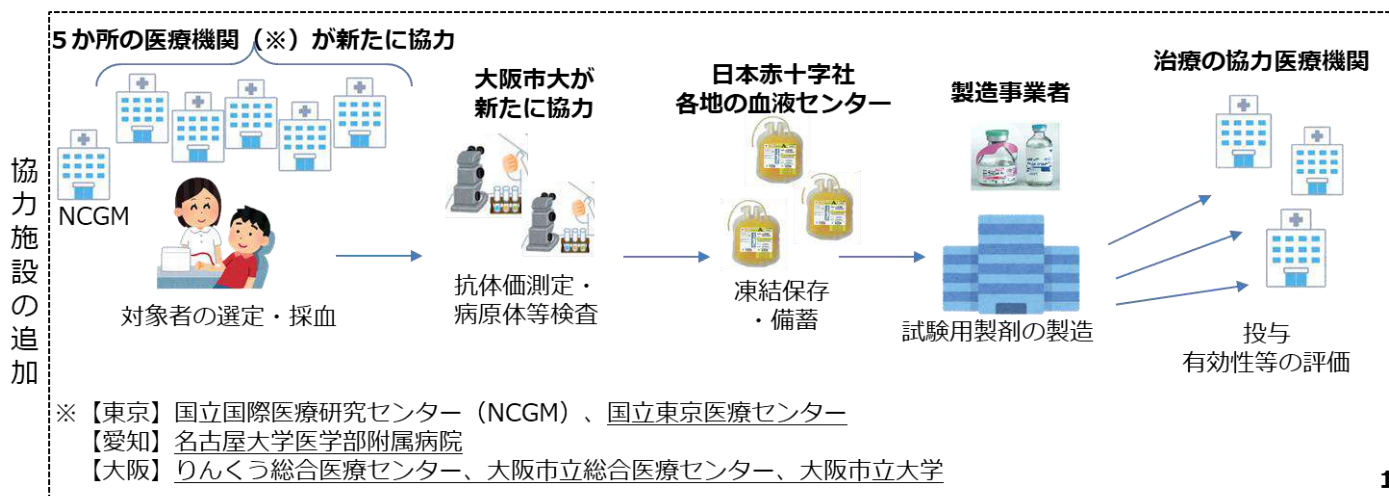 協力施設の追加
５か所の医療機関（※）が新たに協力
NCGM
対象者の選定・採血
大阪市大が
新たに協力
抗体価測定・
病原体等検査
日本赤十字社
各地の血液センター
凍結保存
・備蓄
製造事業者
試験用製剤の製造
治療の協力医療機関
投与
有効性等の評価
※【東京】国立国際医療研究センター（NCGM）、国立東京医療センター
【愛知】名古屋大学医学部附属病院
【大阪】りんくう総合医療センター、大阪市立総合医療センター、大阪市立大学
1